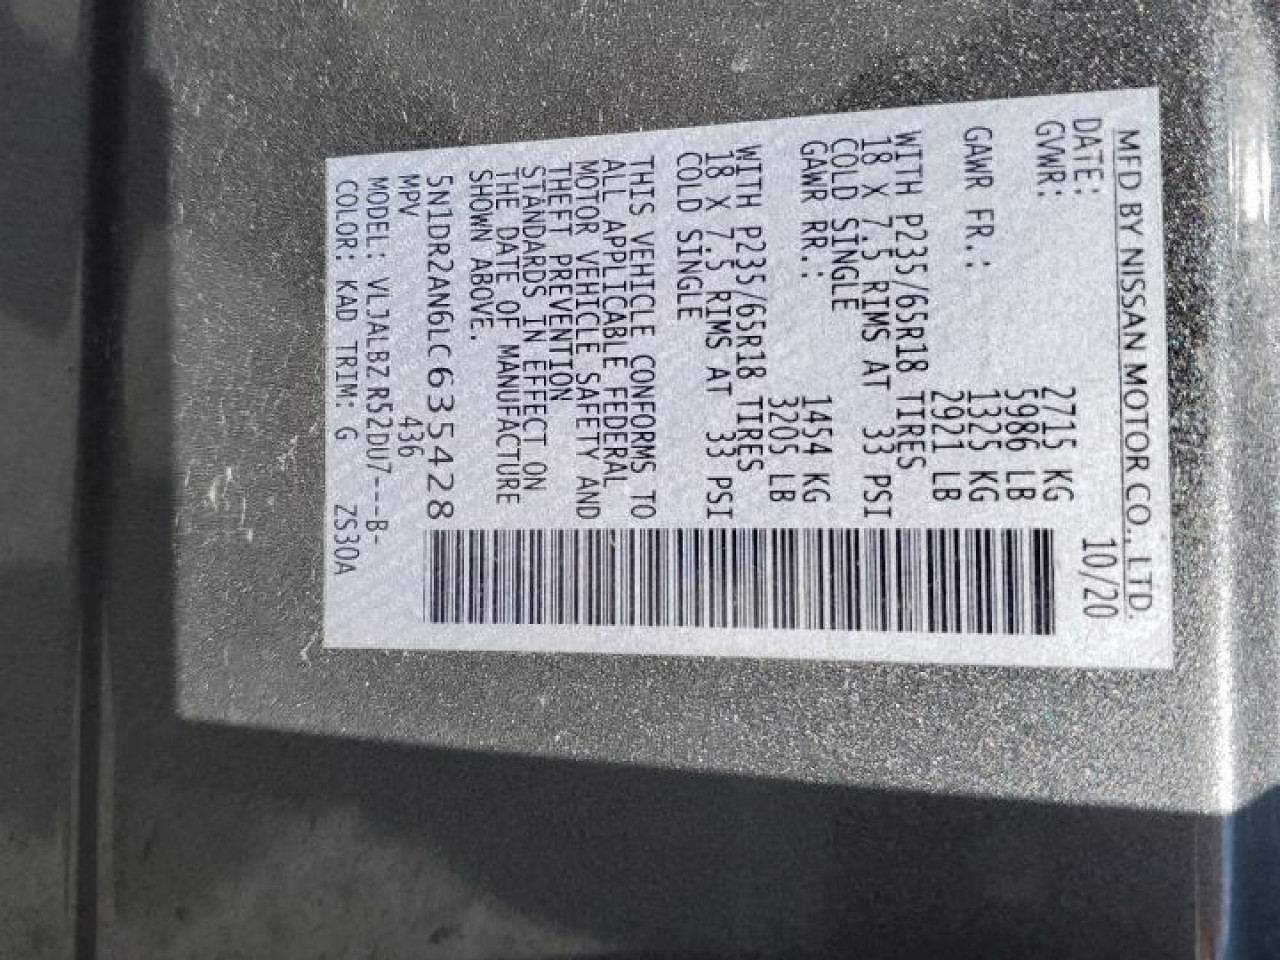 MFD BY NISSAN MOTOR CO., LTD.
DATE: 10/20
GVWR: 2715 KG
5986 LB
GAWR FR.: 1325 KG
2921 LB
WITH P235/65R18 TIRES
18 X 7.5 RIMS AT 33 PSI
COLD SINGLE
GAWR RR.: 1454 KG
3205 LB
WITH P235/65R18 TIRES
18 X 7.5 RIMS AT 33 PSI
COLD SINGLE
THIS VEHICLE CONFORMS TO
ALL APPLICABLE FEDERAL
MOTOR VEHICLE SAFETY AND
THEFT PREVENTION
STANDARDS IN EFFECT ON
THE DATE OF MANUFACTURE
SHOWN ABOVE.
5N1DR2AN6LC635428
MPV 436
MODEL: VLJALBZ R52DU7---B-
COLOR: KAD TRIM: G ZS30A